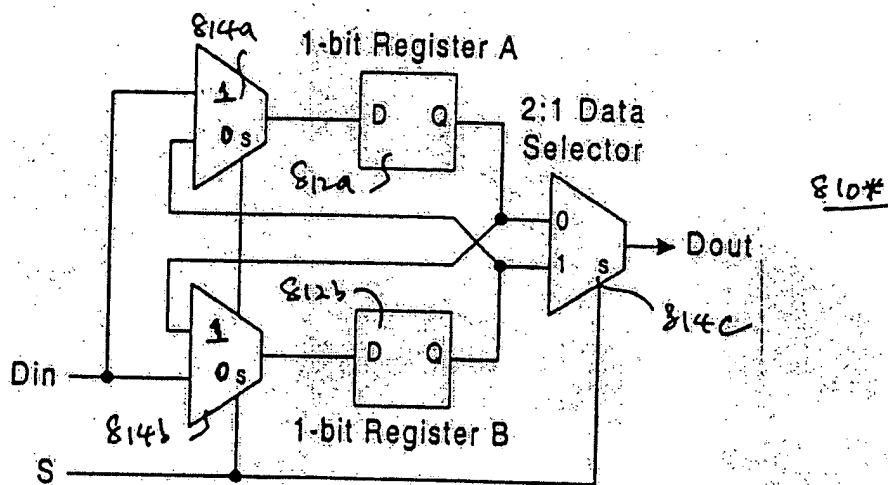 814a
1-bit Register A
1
0 s
D Q
812a
2:1 Data
Selector
810*
0
1
s
Dout
814c
812b
1
0 s
D Q
Din
814b
1-bit Register B
S